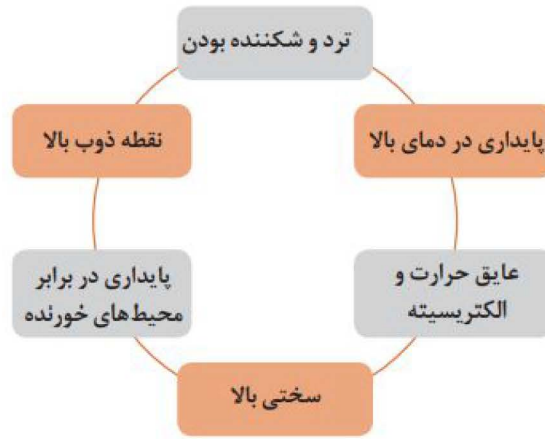 ترد و شکننده بودن
پایداری در دمای بالا
نقطه ذوب بالا
عایق حرارت و
الکتریسیته
پایداری در برابر
محیط‌های خورنده
سختی بالا